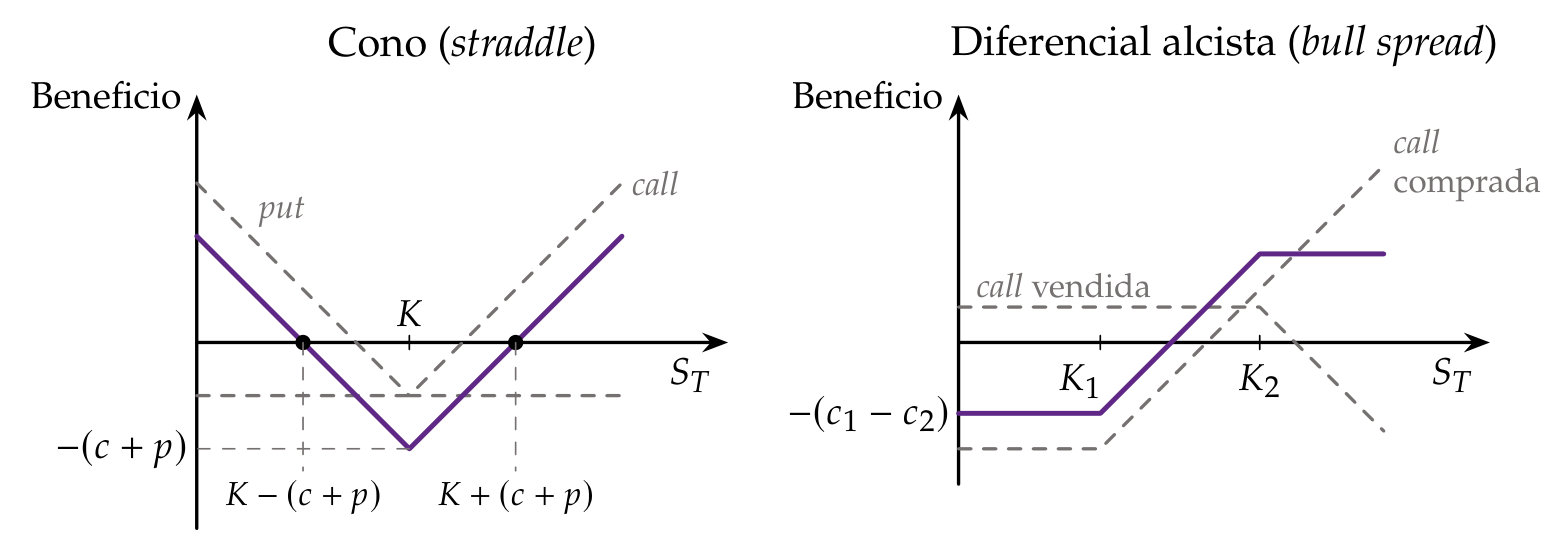 Cono (straddle)
Beneficio
put
call
K
S_T
−(c + p)
K − (c + p)
K + (c + p)
Diferencial alcista (bull spread)
Beneficio
call
comprada
call vendida
K_1
K_2
S_T
−(c_1 − c_2)